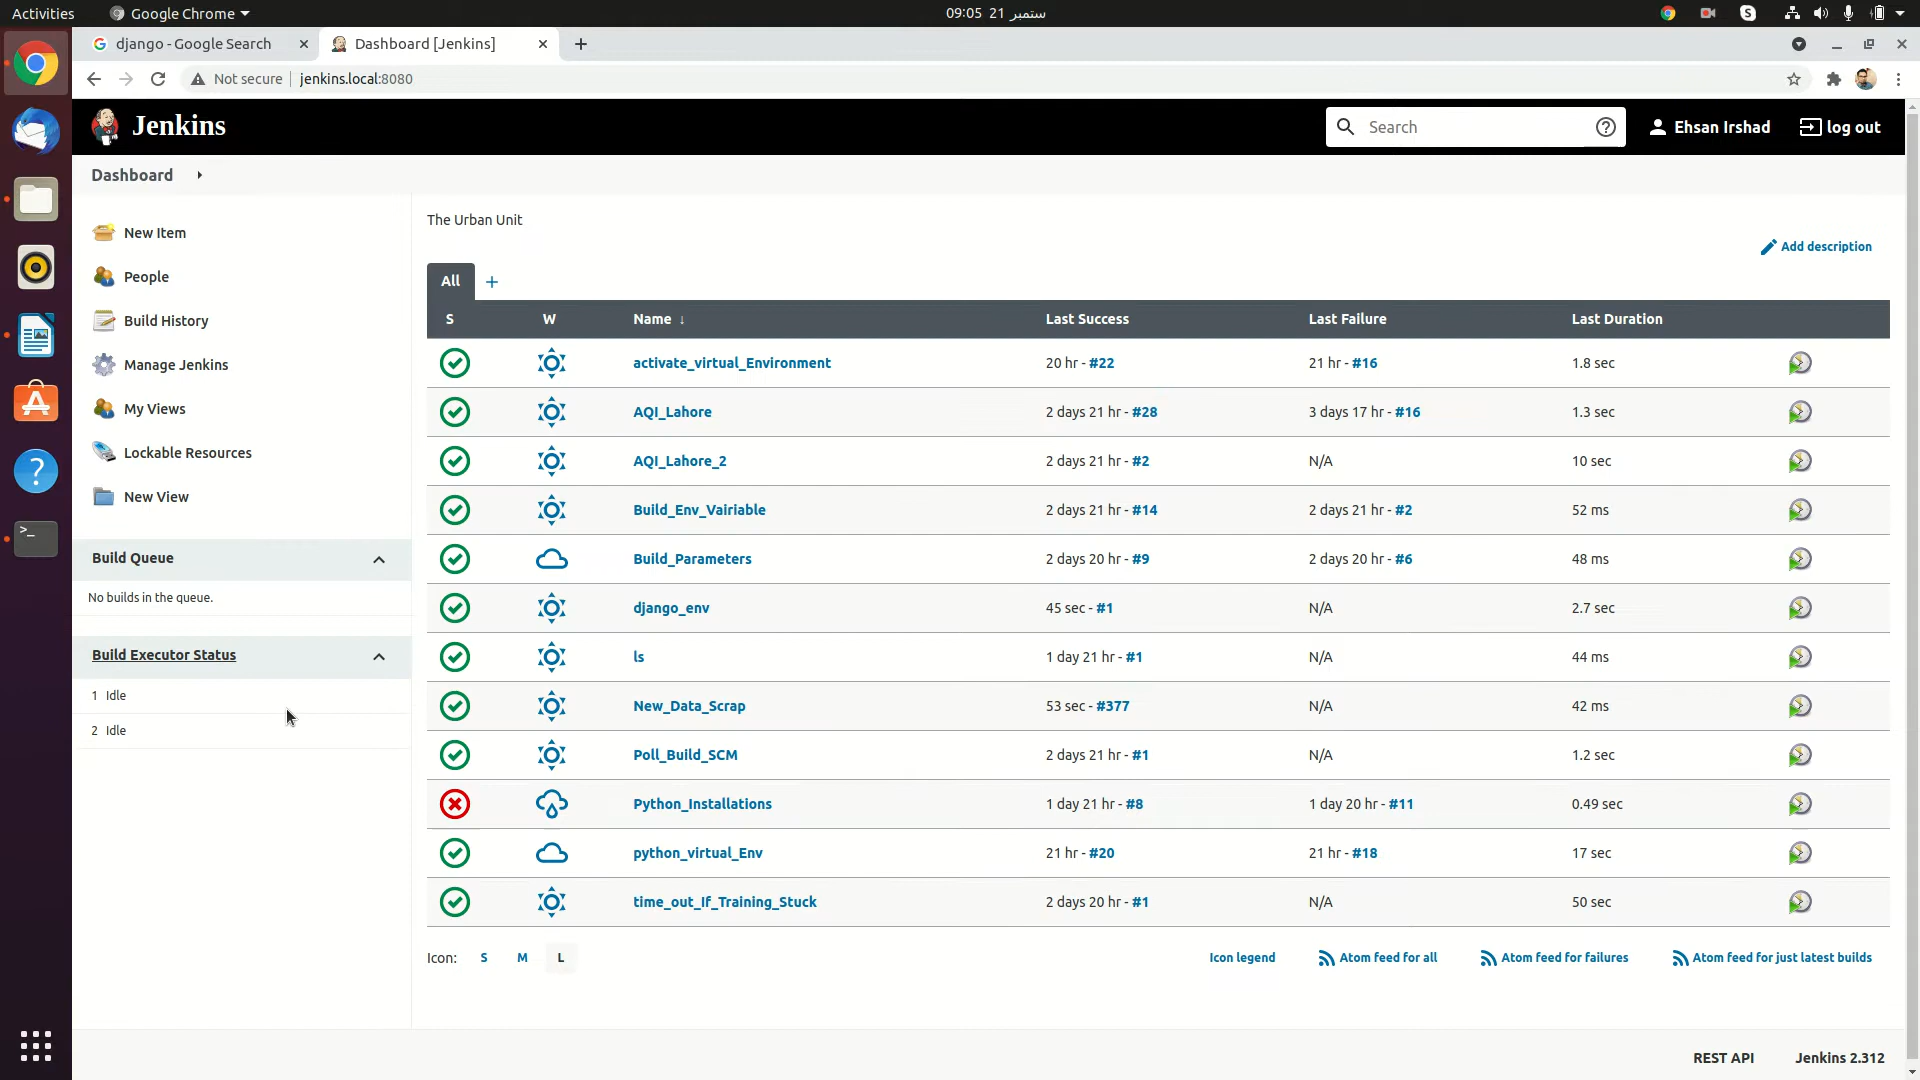 Activities
Google Chrome
09:05 21 ستمبر
S
django - Google Search
Dashboard [Jenkins]
Not secure
jenkins.local:8080
Jenkins
Search
Ehsan Irshad
log out
Dashboard
New Item
People
Build History
Manage Jenkins
My Views
Lockable Resources
New View
Build Queue
No builds in the queue.
Build Executor Status
1 Idle
2 Idle
The Urban Unit
Add description
All +
S W Name ↓ Last Success Last Failure Last Duration
activate_virtual_Environment 20 hr - #22 21 hr - #16 1.8 sec
AQI_Lahore 2 days 21 hr - #28 3 days 17 hr - #16 1.3 sec
AQI_Lahore_2 2 days 21 hr - #2 N/A 10 sec
Build_Env_Vairiable 2 days 21 hr - #14 2 days 21 hr - #2 52 ms
Build_Parameters 2 days 20 hr - #9 2 days 20 hr - #6 48 ms
django_env 45 sec - #1 N/A 2.7 sec
ls 1 day 21 hr - #1 N/A 44 ms
New_Data_Scrap 53 sec - #377 N/A 42 ms
Poll_Build_SCM 2 days 21 hr - #1 N/A 1.2 sec
Python_Installations 1 day 21 hr - #8 1 day 20 hr - #11 0.49 sec
python_virtual_Env 21 hr - #20 21 hr - #18 17 sec
time_out_If_Training_Stuck 2 days 20 hr - #1 N/A 50 sec
Icon: S M L
Icon legend
Atom feed for all
Atom feed for failures
Atom feed for just latest builds
REST API
Jenkins 2.312